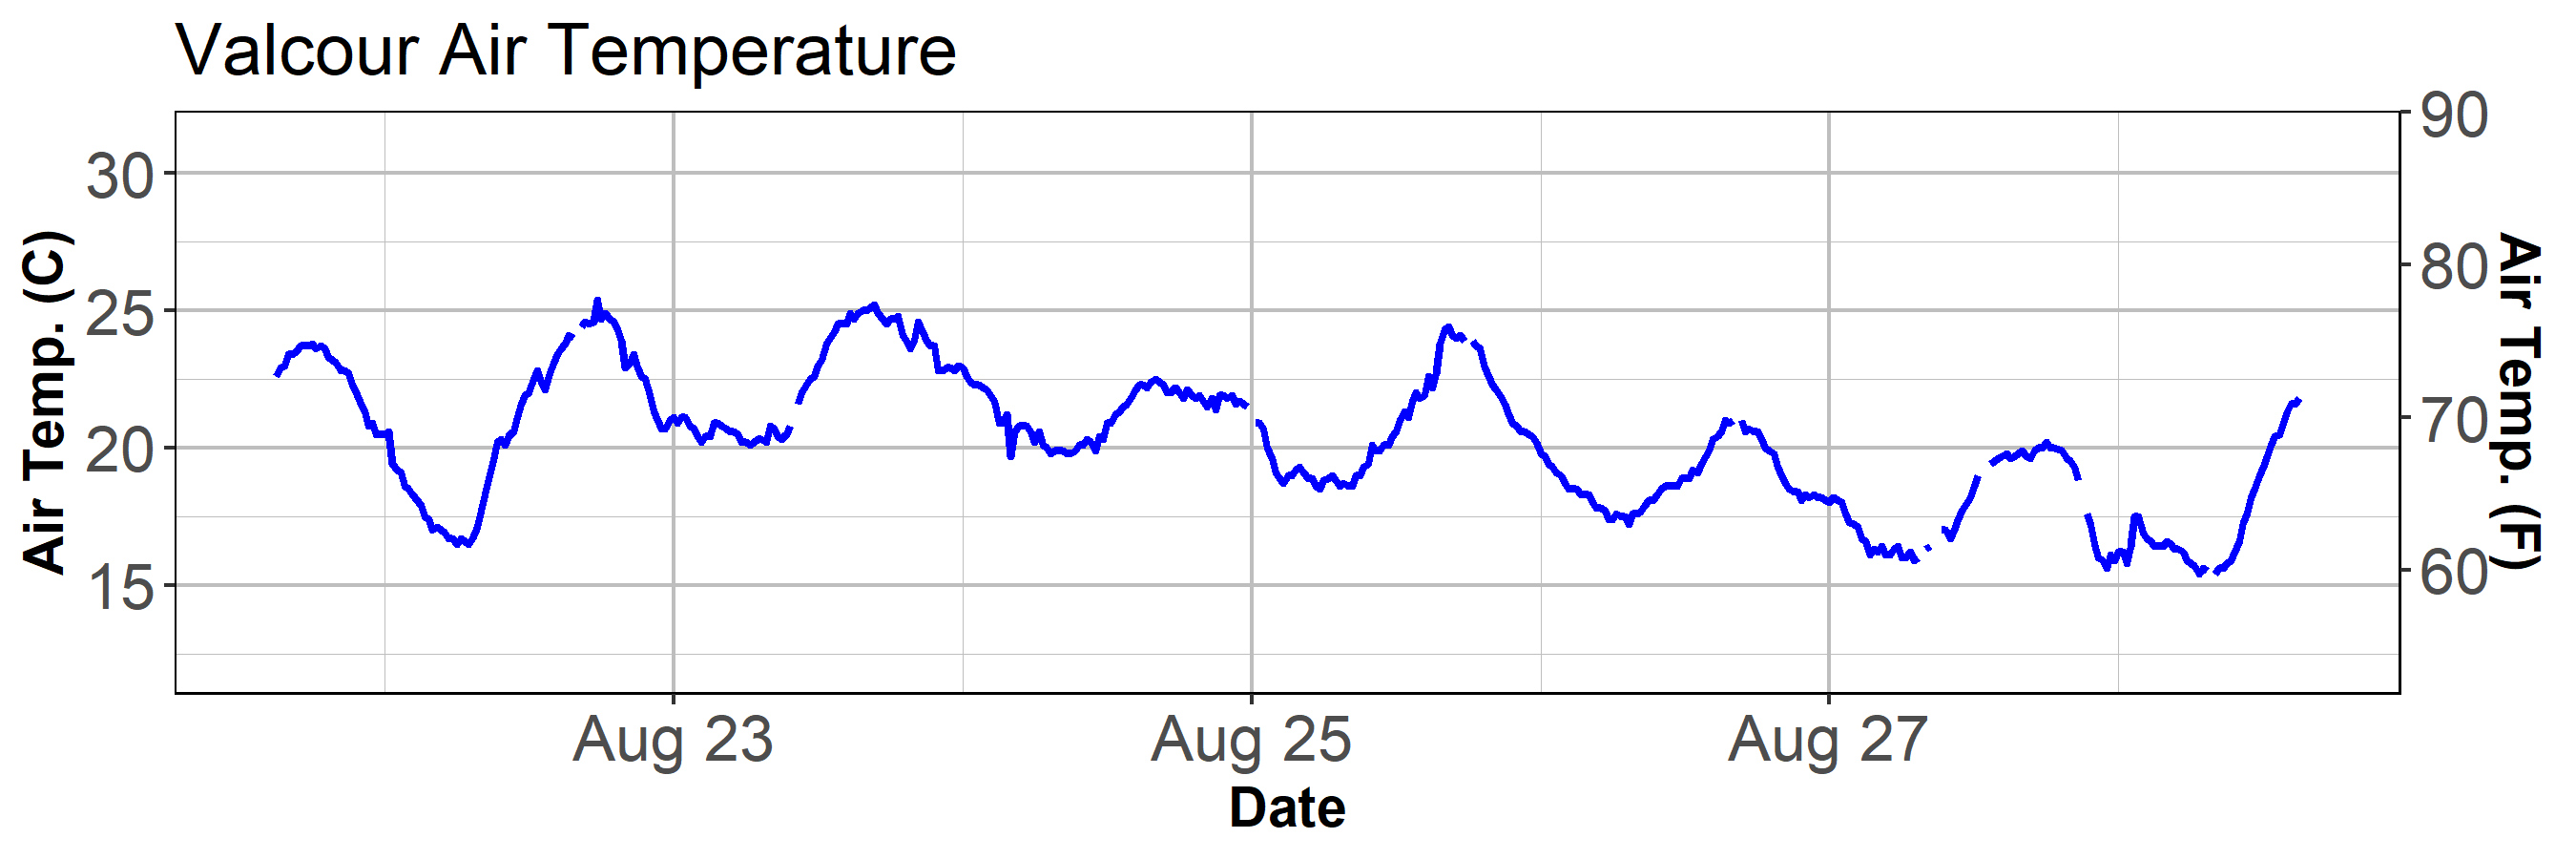 Valcour Air Temperature
Air Temp. (C)
30
25
20
15
90
80
70
60
Air Temp. (F)
Aug 23
Aug 25
Aug 27
Date